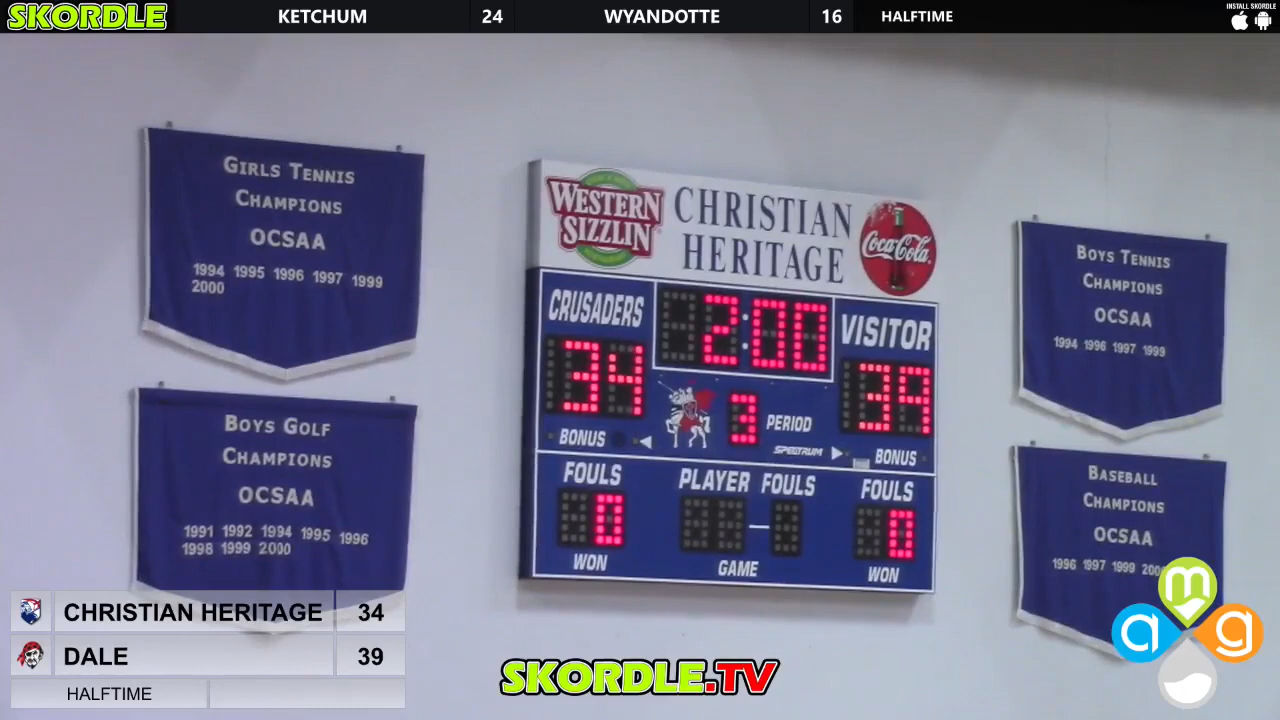 SKORDLE KETCHUM 24 WYANDOTTE 16 HALFTIME INSTALL SKORDLE
GIRLS TENNIS
CHAMPIONS
OCSAA
1994 1995 1996 1997 1999
2000
BOYS GOLF
CHAMPIONS
OCSAA
1991 1992 1994 1995 1996
1998 1999 2000
WESTERN
SIZZLIN
CHRISTIAN
HERITAGE
Coca-Cola
CRUSADERS
2:00
VISITOR
34
39
3 PERIOD
BONUS
SPECTRUM
BONUS
FOULS
PLAYER FOULS
FOULS
0
0
WON
GAME
WON
BOYS TENNIS
CHAMPIONS
OCSAA
1994 1996 1997 1999
BASEBALL
CHAMPIONS
OCSAA
1996 1997 1999
CHRISTIAN HERITAGE 34
DALE 39
HALFTIME
SKORDLE.TV
m
a g